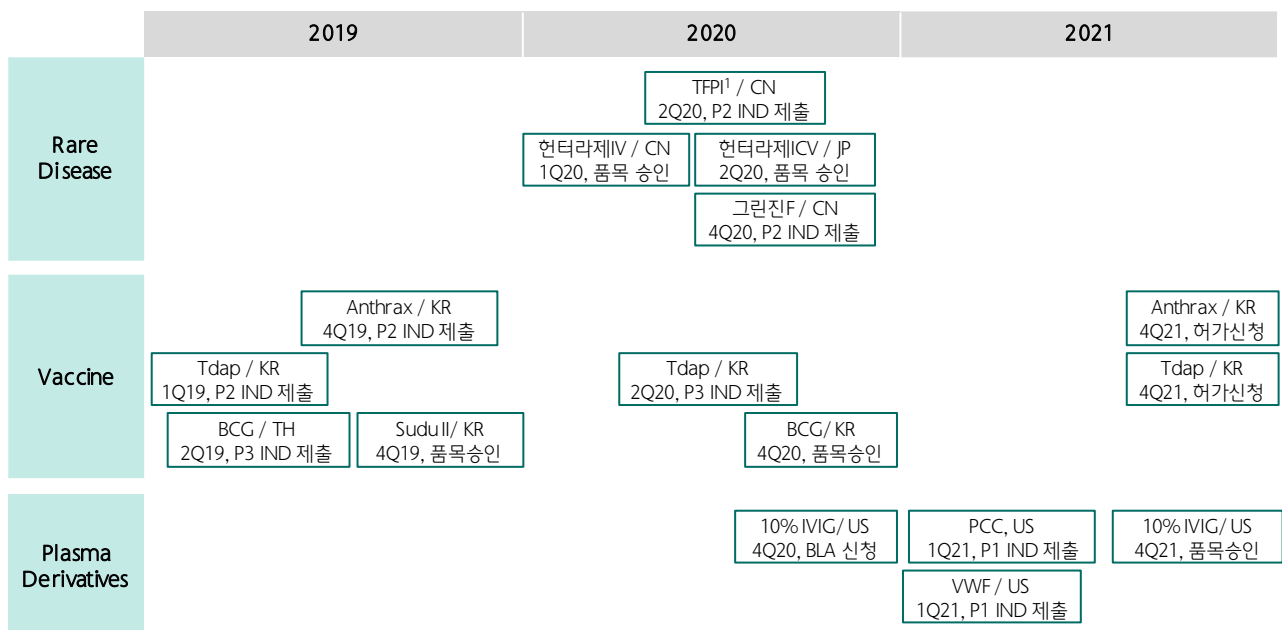 2019 2020 2021
Rare
Disease
TFPI¹ / CN
2Q20, P2 IND 제출
헌터라제IV / CN
1Q20, 품목 승인
헌터라제ICV / JP
2Q20, 품목 승인
그린진F / CN
4Q20, P2 IND 제출
Vaccine
Anthrax / KR
4Q19, P2 IND 제출
Anthrax / KR
4Q21, 허가신청
Tdap / KR
1Q19, P2 IND 제출
Tdap / KR
2Q20, P3 IND 제출
Tdap / KR
4Q21, 허가신청
BCG / TH
2Q19, P3 IND 제출
Sudu II/ KR
4Q19, 품목승인
BCG/ KR
4Q20, 품목승인
Plasma
Derivatives
10% IVIG/ US
4Q20, BLA 신청
PCC, US
1Q21, P1 IND 제출
10% IVIG/ US
4Q21, 품목승인
VWF / US
1Q21, P1 IND 제출